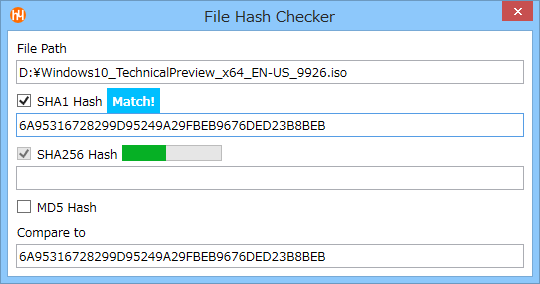 h4
File Hash Checker
File Path
D:¥Windows10_TechnicalPreview_x64_EN-US_9926.iso
SHA1 Hash Match!
6A95316728299D95249A29FBEB9676DED23B8BEB
SHA256 Hash
MD5 Hash
Compare to
6A95316728299D95249A29FBEB9676DED23B8BEB